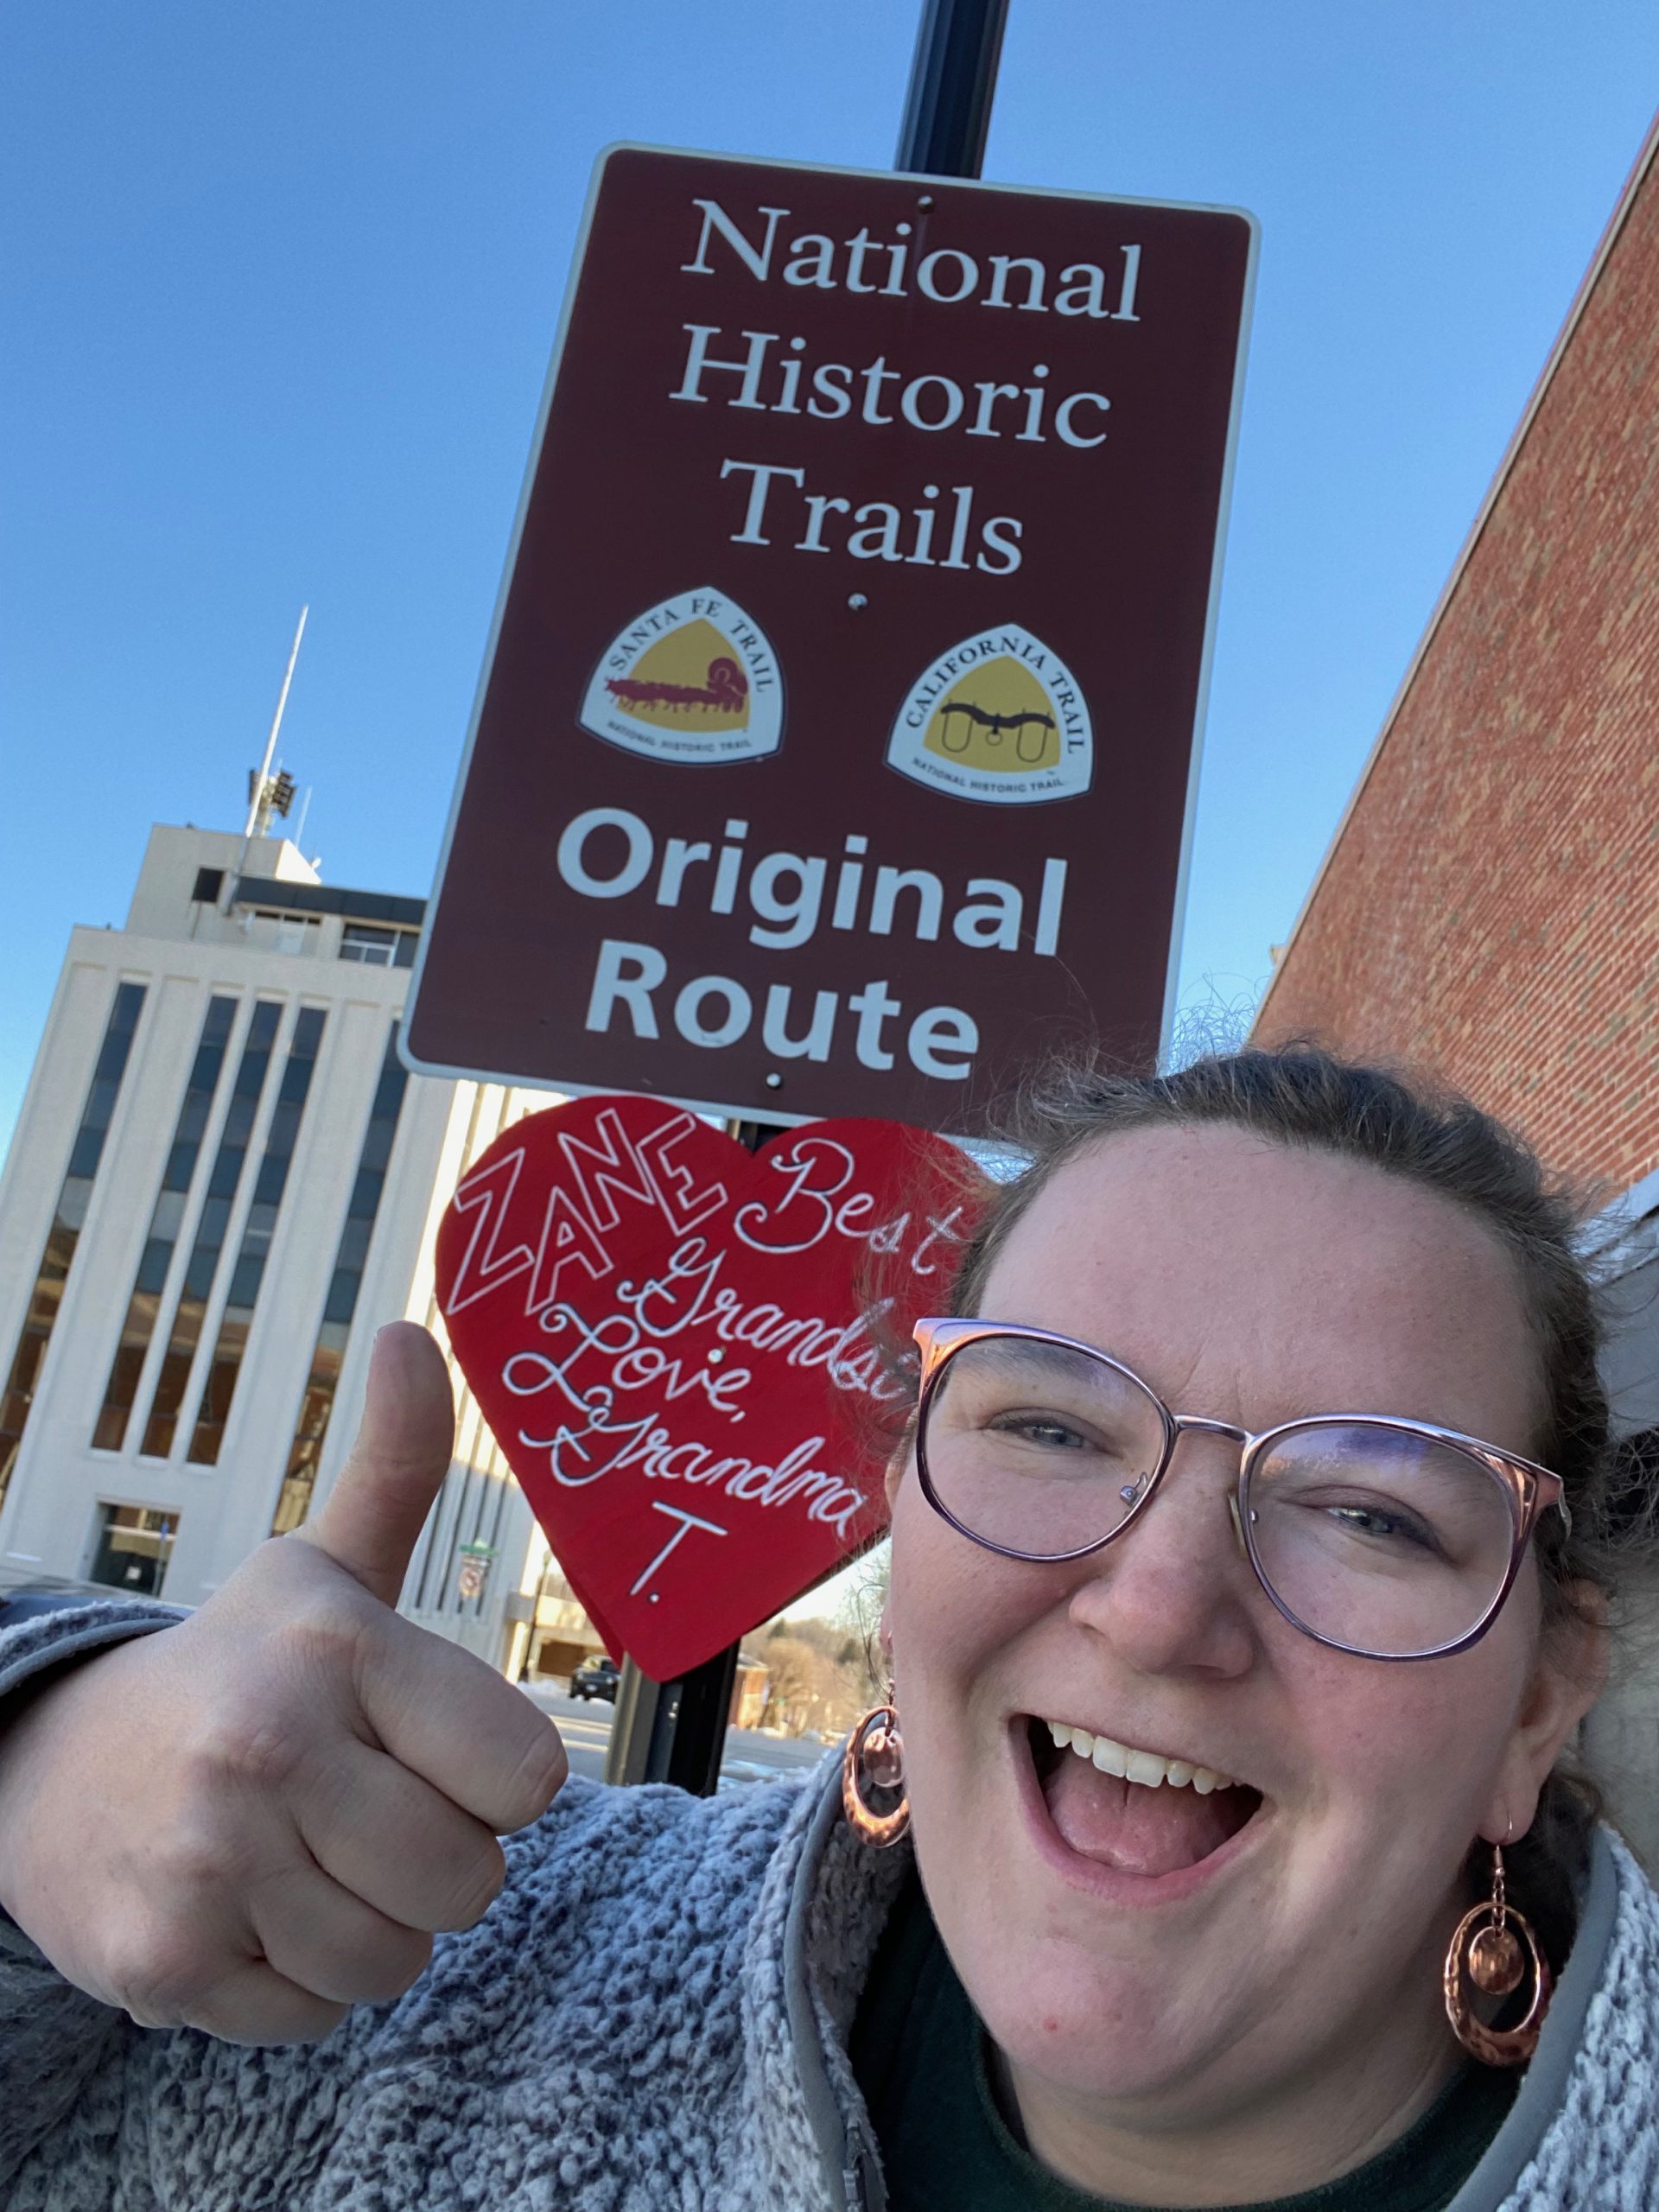 National
Historic
Trails
SANTA FE TRAIL
NATIONAL HISTORIC TRAIL
CALIFORNIA TRAIL
NATIONAL HISTORIC TRAIL
Original
Route
ZANE Best
Grandso
Love,
Grandma
T.